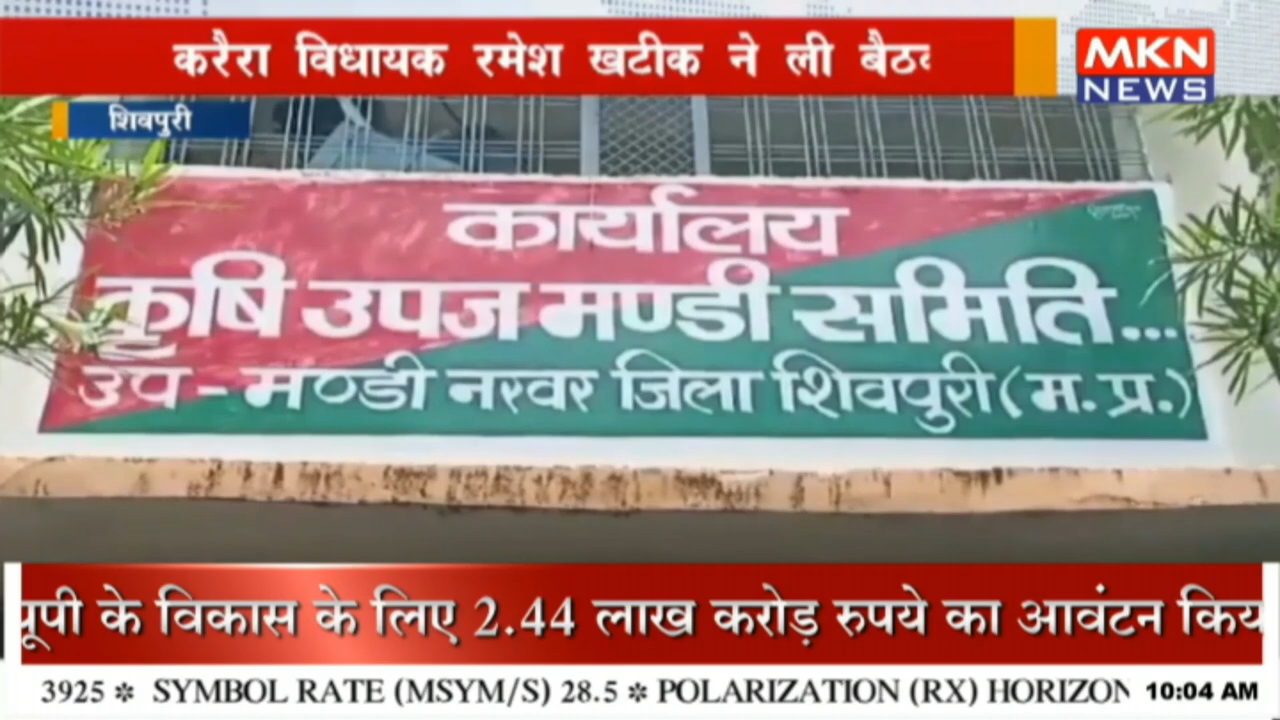 करैरा विधायक रमेश खटीक ने ली
MKN
NEWS
शिवपुरी
कार्यालय
कृषि उपज मण्डी समिति...
उप-मण्डी नरवर जिला शिवपुरी (म.प्र.)
यूपी के विकास के लिए 2.44 लाख करोड़ रुपये का आवंटन किय
3925 * SYMBOL RATE (MSYM/S) 28.5 * POLARIZATION (RX) HORIZON
10:04 AM